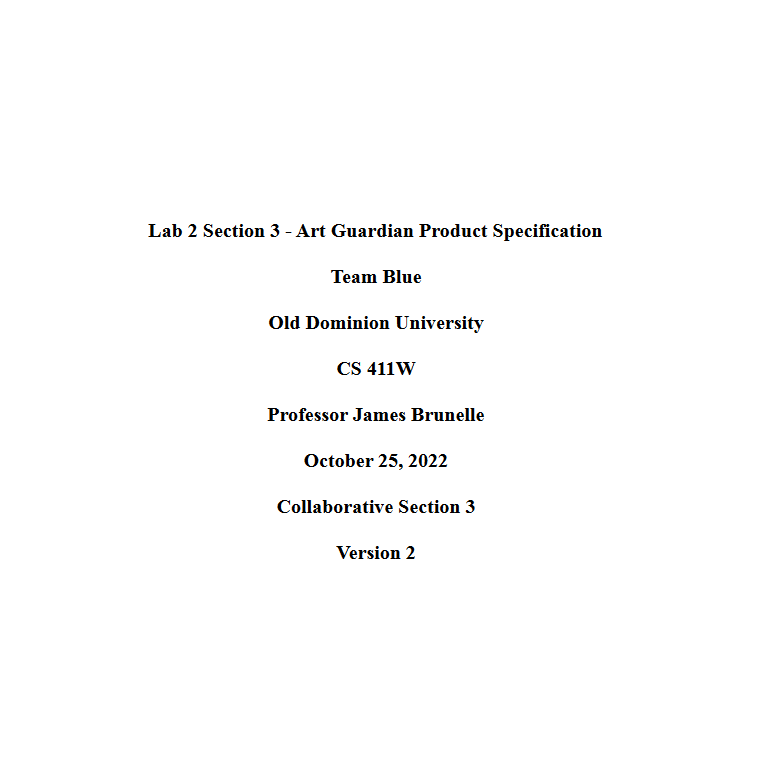 Lab 2 Section 3 - Art Guardian Product Specification
Team Blue
Old Dominion University
CS 411W
Professor James Brunelle
October 25, 2022
Collaborative Section 3
Version 2